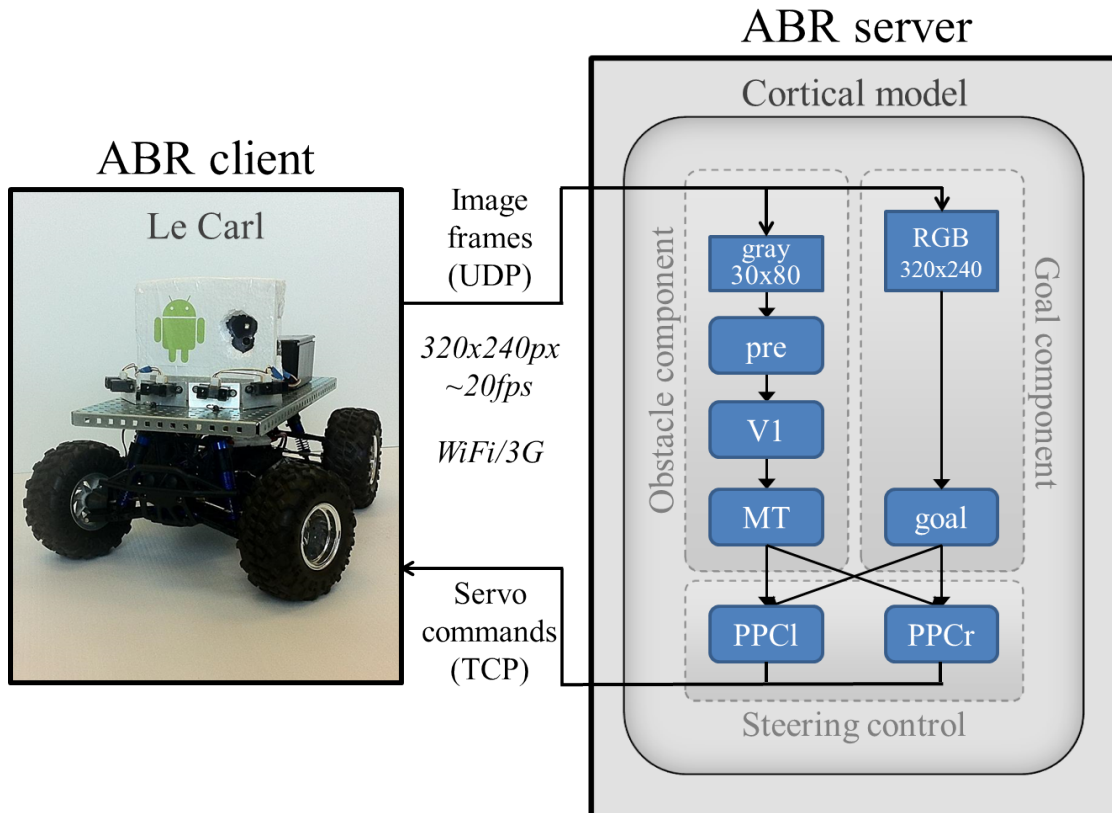 ABR server
Cortical model
ABR client
Le Carl
Image
frames
(UDP)
320x240px
~20fps
WiFi/3G
Servo
commands
(TCP)
Obstacle component
gray
30x80
pre
V1
MT
RGB
320x240
goal
Goal component
PPCl
PPCr
Steering control